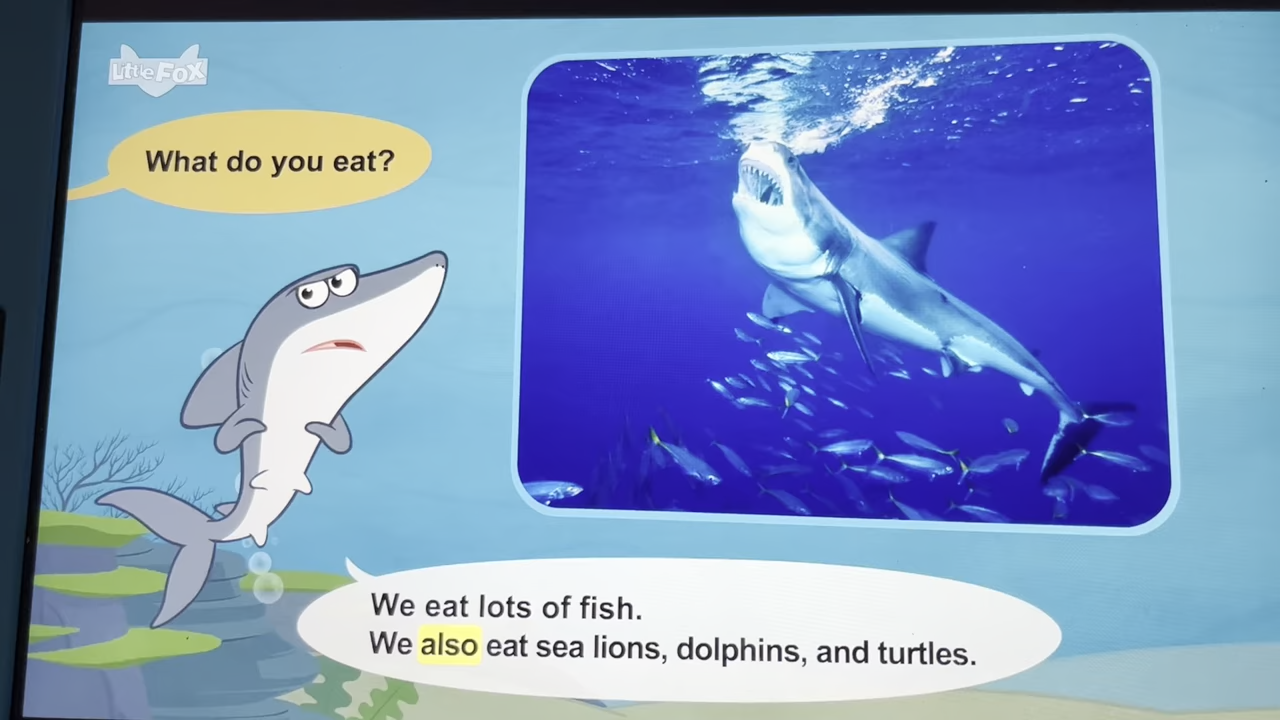 Little Fox
What do you eat?
We eat lots of fish.
We also eat sea lions, dolphins, and turtles.